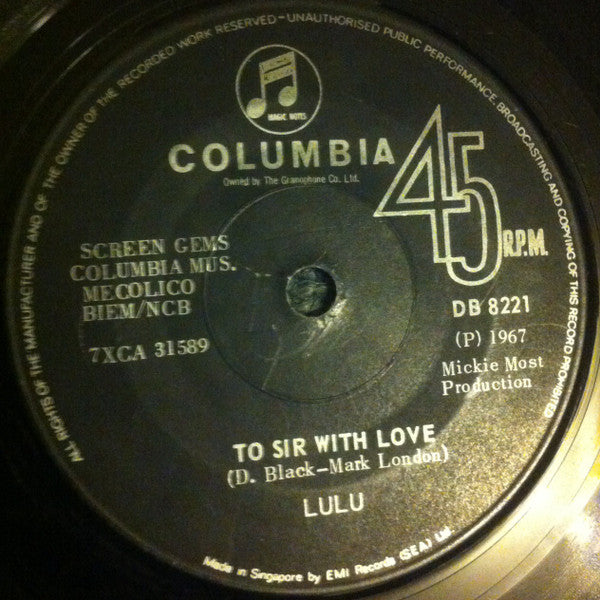 ALL RIGHTS OF THE MANUFACTURER AND OF THE OWNER OF THE RECORDED WORK RESERVED – UNAUTHORISED PUBLIC PERFORMANCE, BROADCASTING AND COPYING OF THIS RECORD PROHIBITED
MAGIC NOTES
COLUMBIA
Owned by The Gramophone Co. Ltd.
45 R.P.M.
SCREEN GEMS
COLUMBIA MUS.
MECOLICO
BIEM/NCB
7XCA 31589
DB 8221
(P) 1967
Mickie Most
Production
TO SIR WITH LOVE
(D. Black–Mark London)
LULU
Made in Singapore by EMI Records (SEA) Ltd.